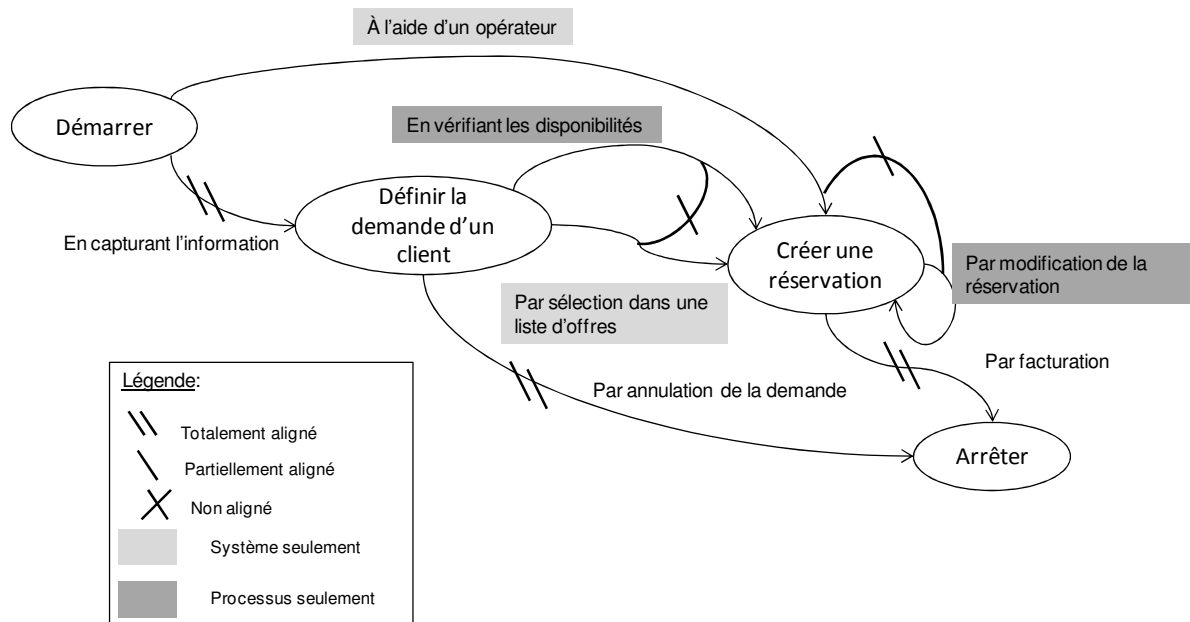 À l'aide d'un opérateur
Démarrer
En vérifiant les disponibilités
Définir la
demande d'un
client
En capturant l'information
Créer une
réservation
Par modification de la
réservation
Par sélection dans une
liste d'offres
Par facturation
Par annulation de la demande
Arrêter
Légende:
Totalement aligné
Partiellement aligné
Non aligné
Système seulement
Processus seulement